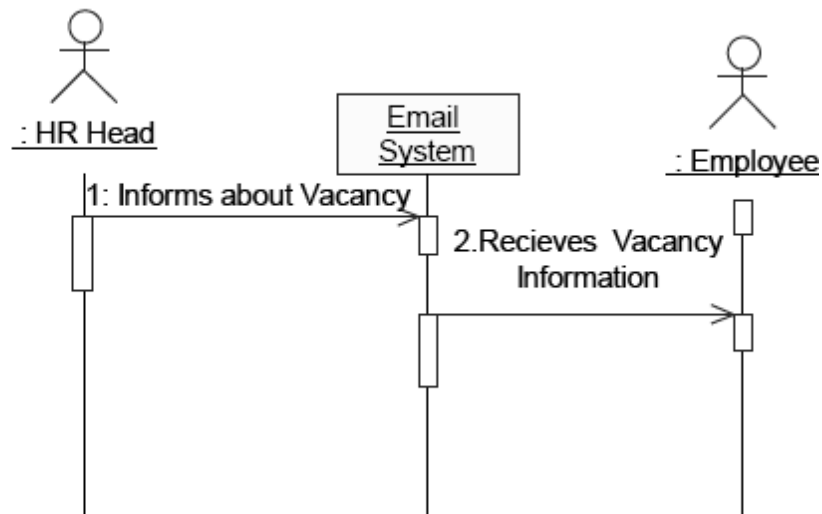 : HR Head
Email
System
: Employee
1: Informs about Vacancy
2.Recieves Vacancy
Information